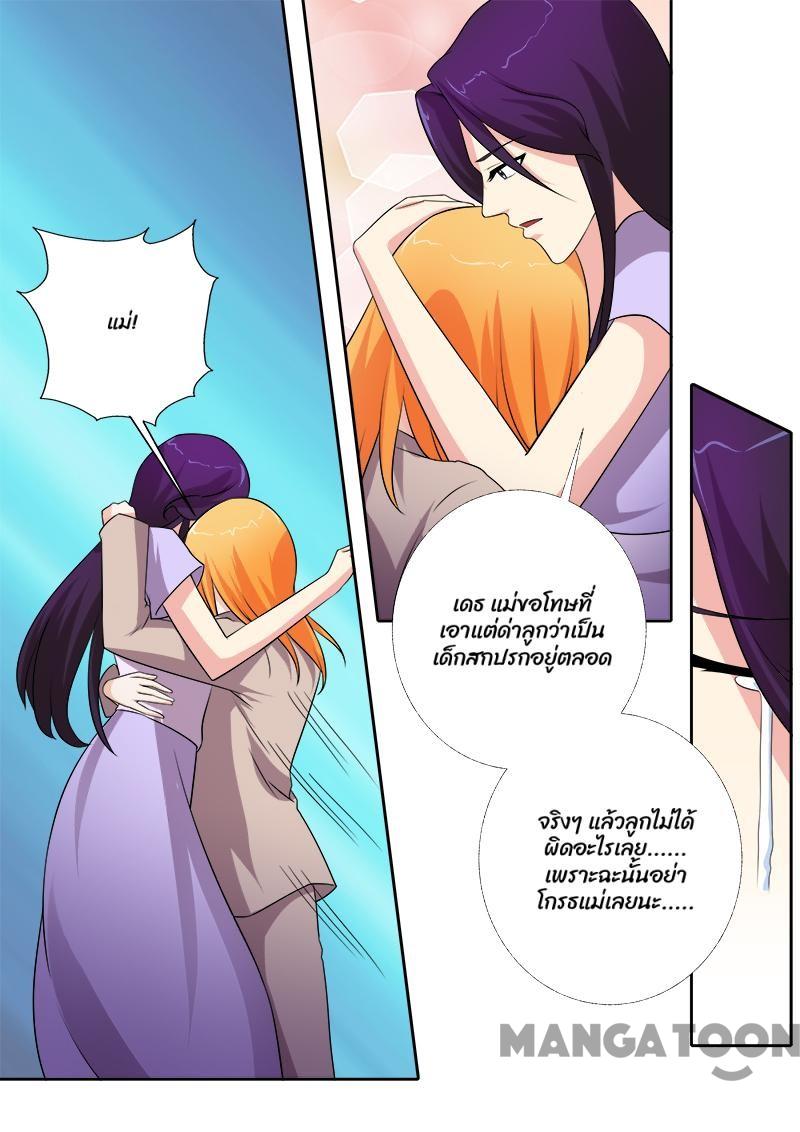 แม่!
เดธ แม่ขอโทษที่
เอาแต่ด่าลูกว่าเป็น
เด็กสกปรกอยู่ตลอด
จริงๆ แล้วลูกไม่ได้
ผิดอะไรเลย......
เพราะฉะนั้นอย่า
โกรธแม่เลยนะ.....
MANGATOON